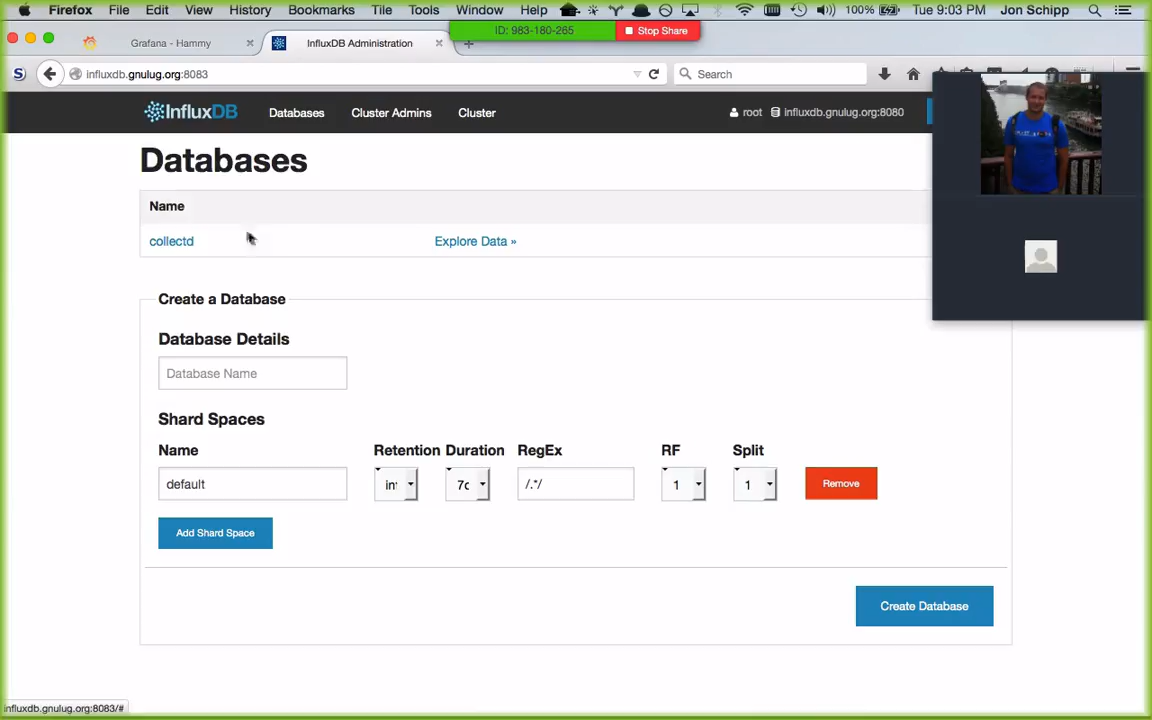 Firefox File Edit View History Bookmarks Tile Tools Window Help 100% Tue 9:03 PM Jon Schipp
ID: 983-180-265 Stop Share
Grafana - Hammy InfluxDB Administration
influxdb.gnulug.org:8083 Search
InfluxDB Databases Cluster Admins Cluster root influxdb.gnulug.org:8080
Databases
Name
collectd Explore Data »
Create a Database
Database Details
Database Name
Shard Spaces
Name Retention Duration RegEx RF Split
default 7d /.*/ 1 1 Remove
Add Shard Space
Create Database
influxdb.gnulug.org:8083/#